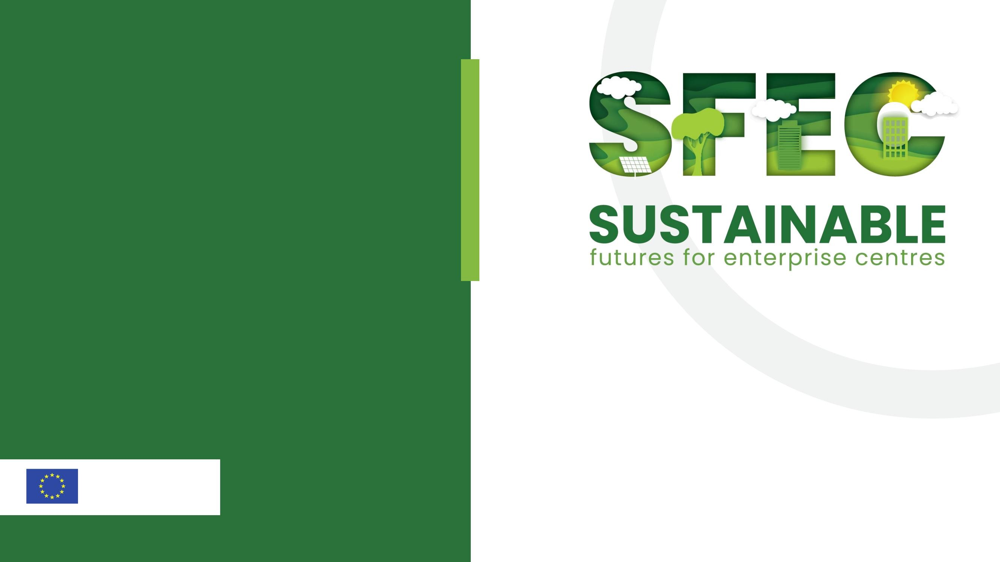 SFEC
SUSTAINABLE
futures for enterprise centres